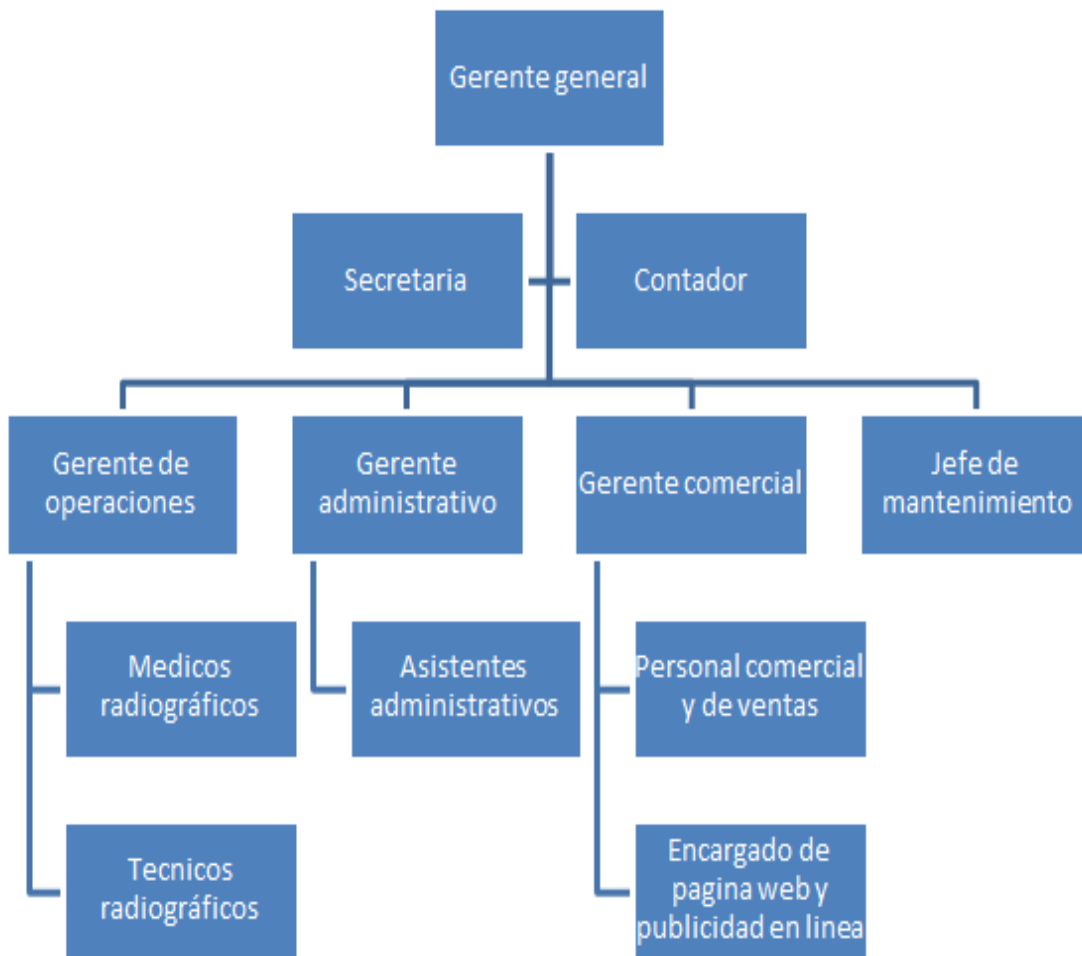 Gerente general
Secretaria
Contador
Gerente de
operaciones
Gerente
administrativo
Gerente comercial
Jefe de
mantenimiento
Medicos
radiográficos
Asistentes
administrativos
Personal comercial
y de ventas
Tecnicos
radiográficos
Encargado de
pagina web y
publicidad en linea